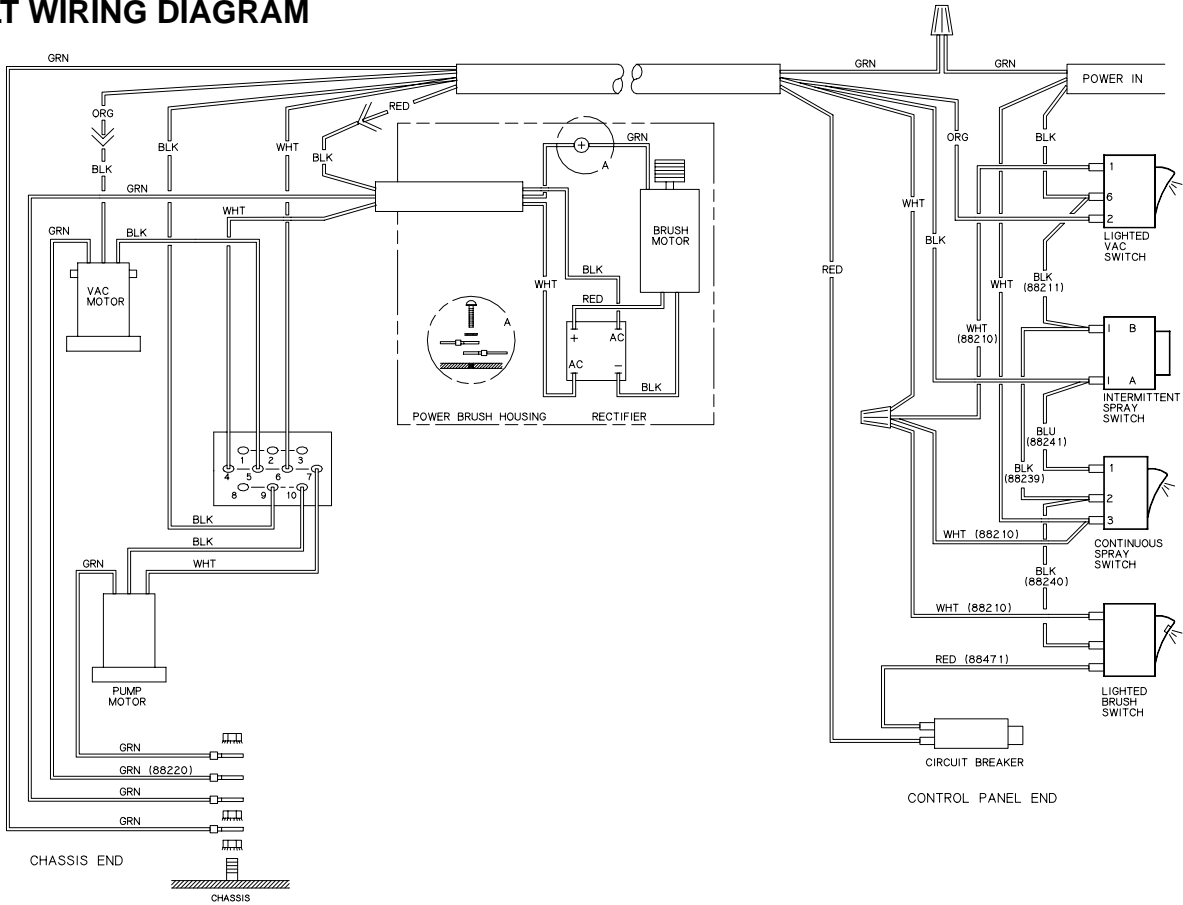 LT WIRING DIAGRAM
GRN
GRN
GRN
POWER IN
ORG
RED
BLK
WHT
BLK
BLK
GRN
A
ORG
BLK
1
6
2
LIGHTED
VAC
SWITCH
GRN
WHT
GRN
BLK
VAC
MOTOR
BRUSH
MOTOR
BLK
WHT
RED
A
+
AC
AC
–
BLK
POWER BRUSH HOUSING
RECTIFIER
WHT
BLK
RED
WHT
BLK
(88211)
WHT
(88210)
1
B
1
A
INTERMITTENT
SPRAY
SWITCH
BLU
(88241)
BLK
(88239)
1
2
3
CONTINUOUS
SPRAY
SWITCH
1
2
3
4
5
6
7
8
9
10
BLK
BLK
WHT
GRN
PUMP
MOTOR
WHT (88210)
BLK
(88240)
WHT (88210)
RED (88471)
LIGHTED
BRUSH
SWITCH
CIRCUIT BREAKER
CONTROL PANEL END
GRN
GRN (88220)
GRN
GRN
CHASSIS END
CHASSIS